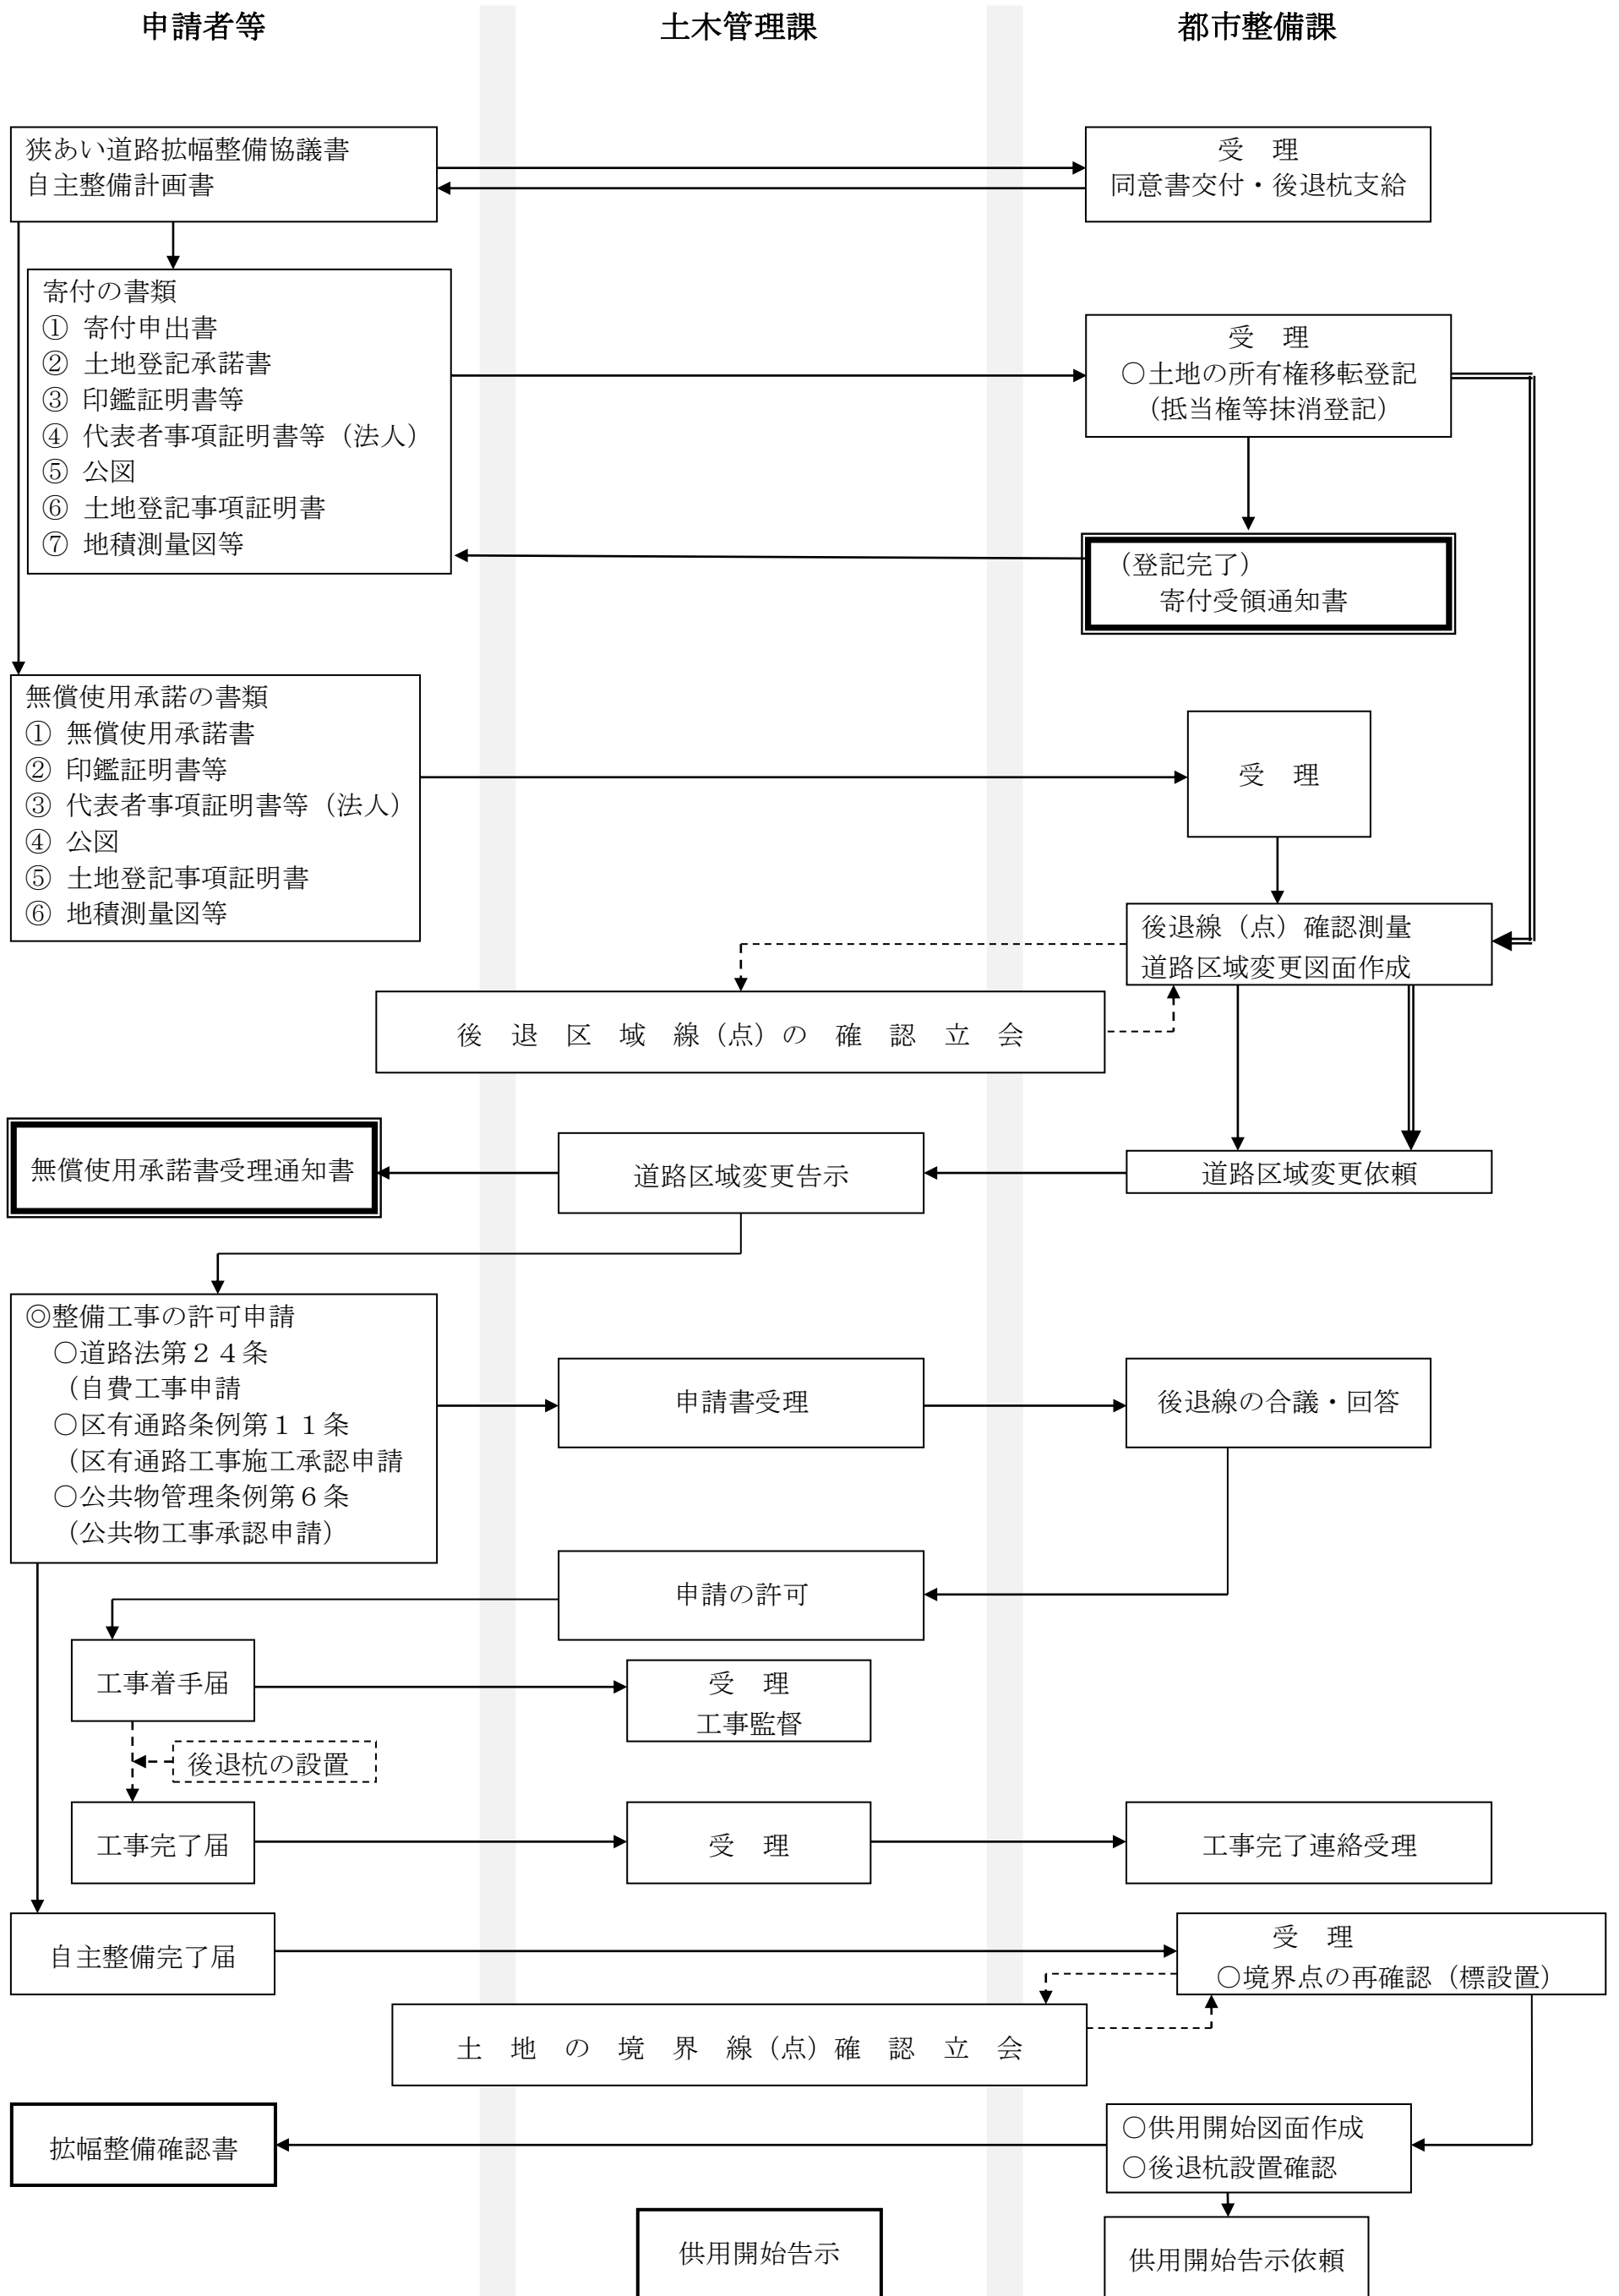 申請者等
土木管理課
都市整備課
狭あい道路拡幅整備協議書
自主整備計画書
受　理
同意書交付・後退杭支給
寄付の書類
① 寄付申出書
② 土地登記承諾書
③ 印鑑証明書等
④ 代表者事項証明書等（法人）
⑤ 公図
⑥ 土地登記事項証明書
⑦ 地積測量図等
受　理
○土地の所有権移転登記
（抵当権等抹消登記）
（登記完了）
寄付受領通知書
無償使用承諾の書類
① 無償使用承諾書
② 印鑑証明書等
③ 代表者事項証明書等（法人）
④ 公図
⑤ 土地登記事項証明書
⑥ 地積測量図等
受　理
後退線（点）確認測量
道路区域変更図面作成
後　退　区　域　線（点）の　確　認　立　会
無償使用承諾書受理通知書
道路区域変更告示
道路区域変更依頼
◎整備工事の許可申請
○道路法第２４条
（自費工事申請
○区有通路条例第１１条
（区有通路工事施工承認申請
○公共物管理条例第６条
（公共物工事承認申請）
申請書受理
後退線の合議・回答
申請の許可
工事着手届
受　理
工事監督
後退杭の設置
工事完了届
受　理
工事完了連絡受理
自主整備完了届
受　理
○境界点の再確認（標設置）
土　地　の　境　界　線（点）確　認　立　会
拡幅整備確認書
○供用開始図面作成
○後退杭設置確認
供用開始告示
供用開始告示依頼